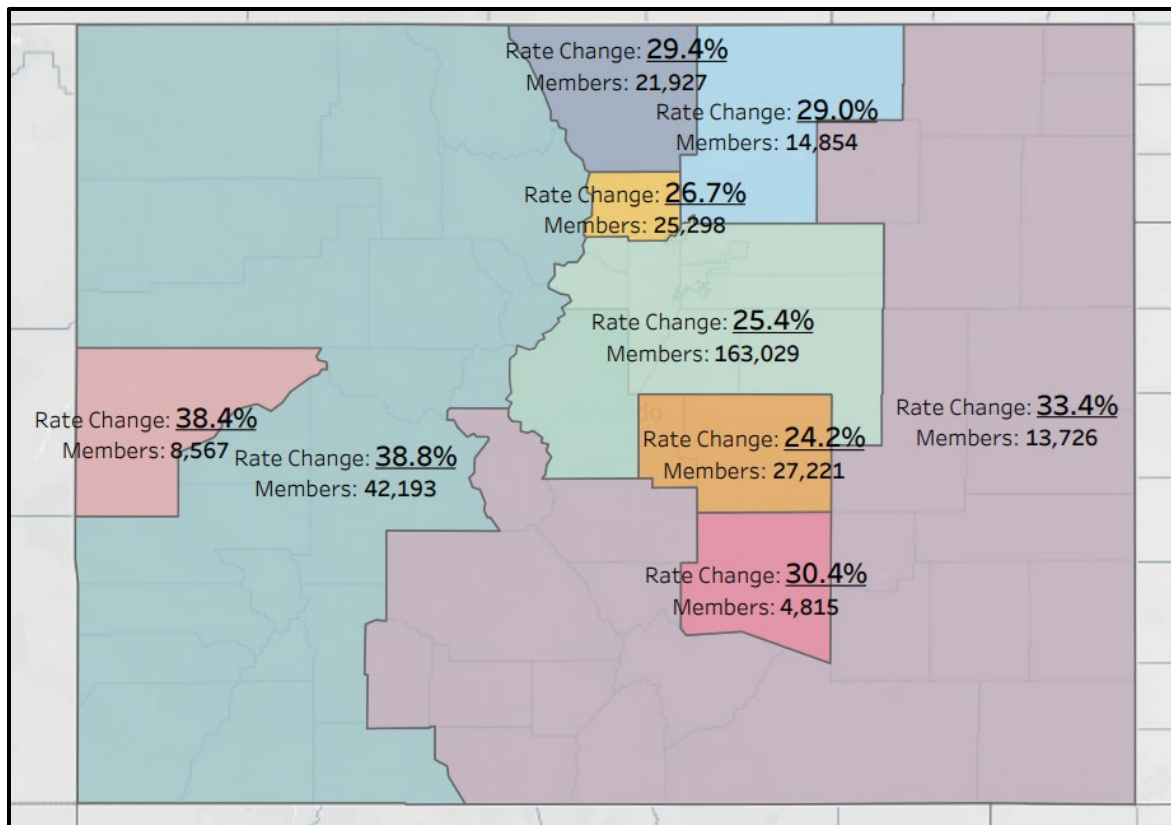 Rate Change: 29.4%
Members: 21,927
Rate Change: 29.0%
Members: 14,854
Rate Change: 26.7%
Members: 25,298
Rate Change: 25.4%
Members: 163,029
Rate Change: 38.4%
Members: 8,567
Rate Change: 38.8%
Members: 42,193
Rate Change: 33.4%
Members: 13,726
Colorado
Rate Change: 24.2%
Members: 27,221
Rate Change: 30.4%
Members: 4,815